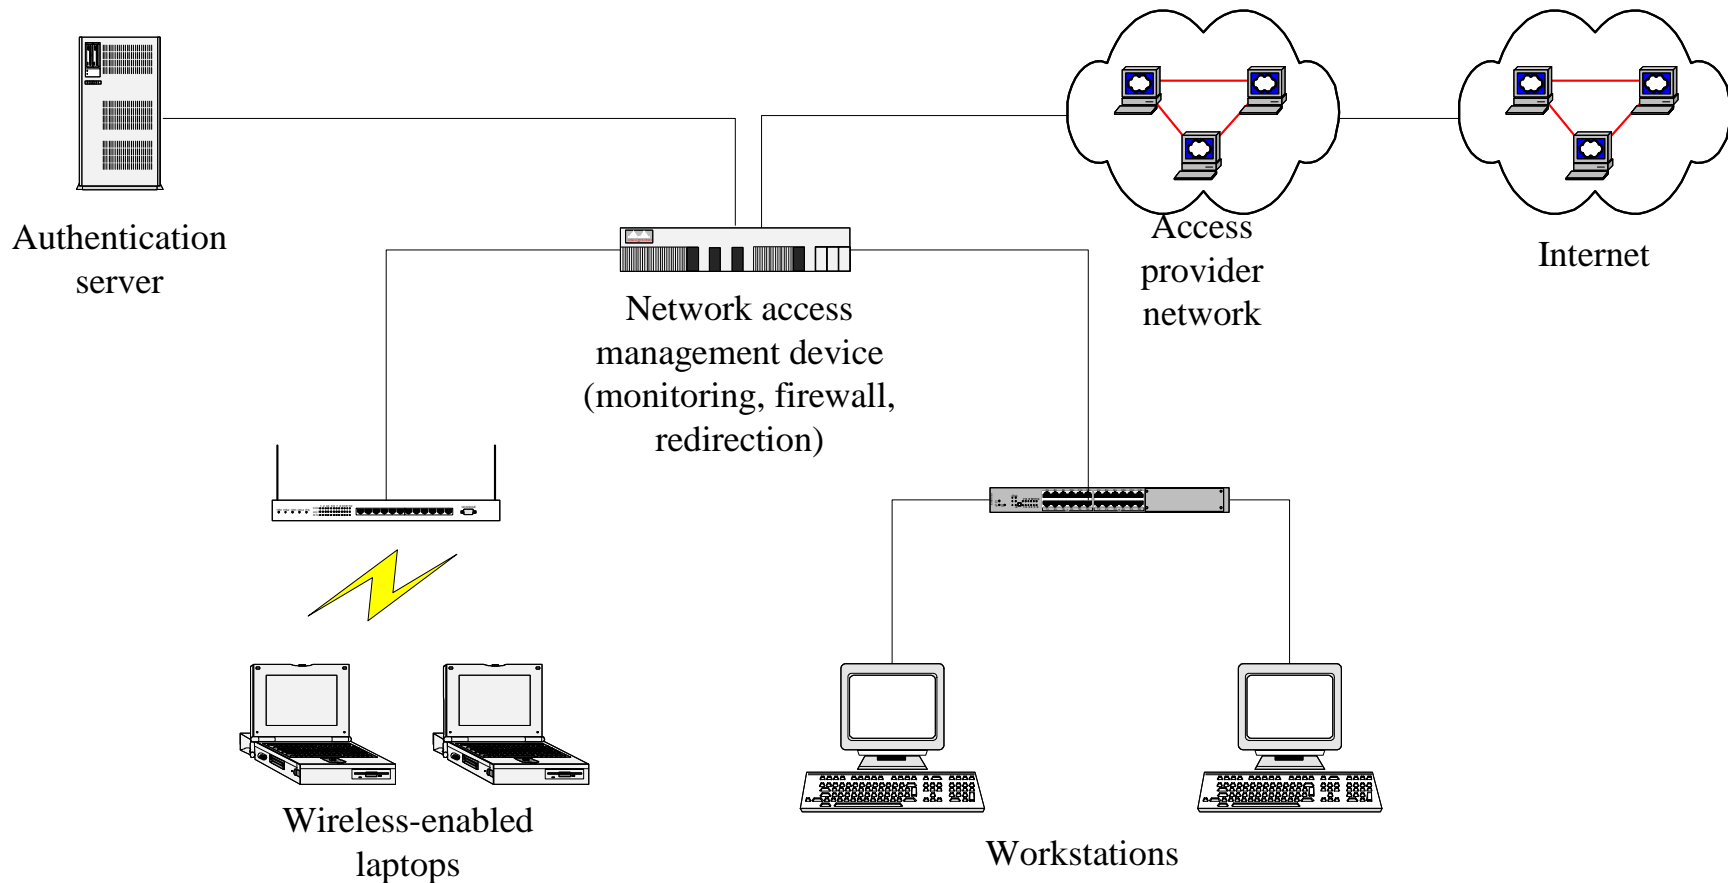 Authentication
server
Network access
management device
(monitoring, firewall,
redirection)
Access
provider
network
Internet
Wireless-enabled
laptops
Workstations